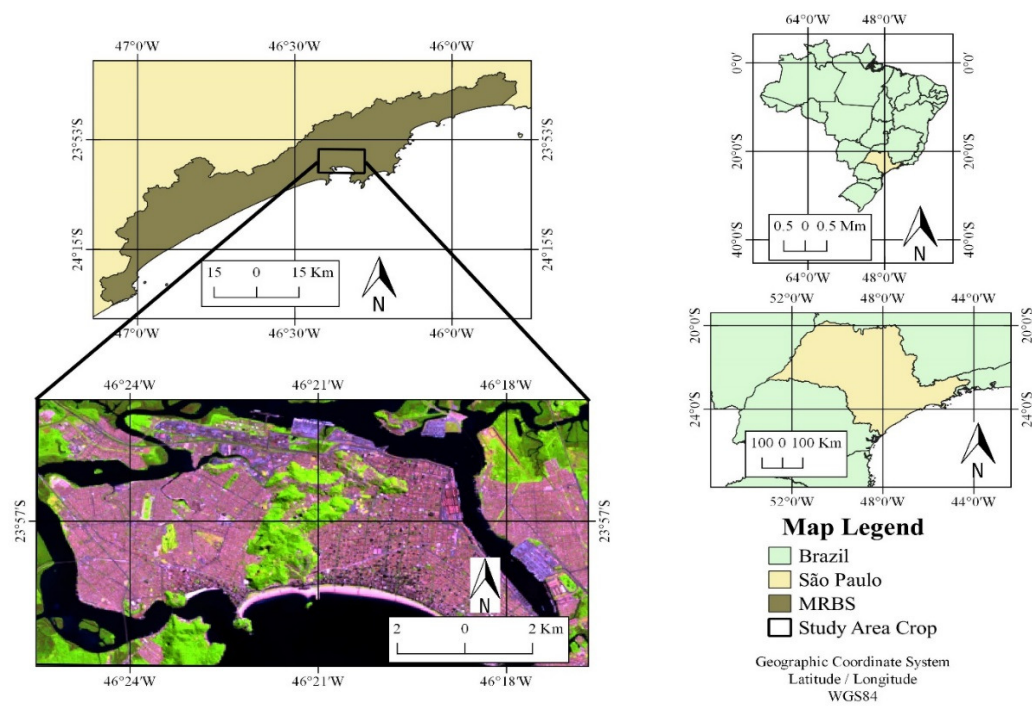 47°0'W 46°30'W 46°0'W
23°53'S 23°53'S
24°15'S 24°15'S
15 0 15 Km
N
47°0'W 46°30'W 46°0'W
46°24'W 46°21'W 46°18'W
23°57'S 23°57'S
N
2 0 2 Km
46°24'W 46°21'W 46°18'W
64°0'W 48°0'W
0°0' 0°0'
20°0'S 20°0'S
0.5 0 0.5 Mm
N
40°0'S 40°0'S
64°0'W 48°0'W
52°0'W 48°0'W 44°0'W
20°0'S 20°0'S
24°0'S 24°0'S
100 0 100 Km
N
52°0'W 48°0'W 44°0'W
Map Legend
Brazil
São Paulo
MRBS
Study Area Crop
Geographic Coordinate System
Latitude / Longitude
WGS84